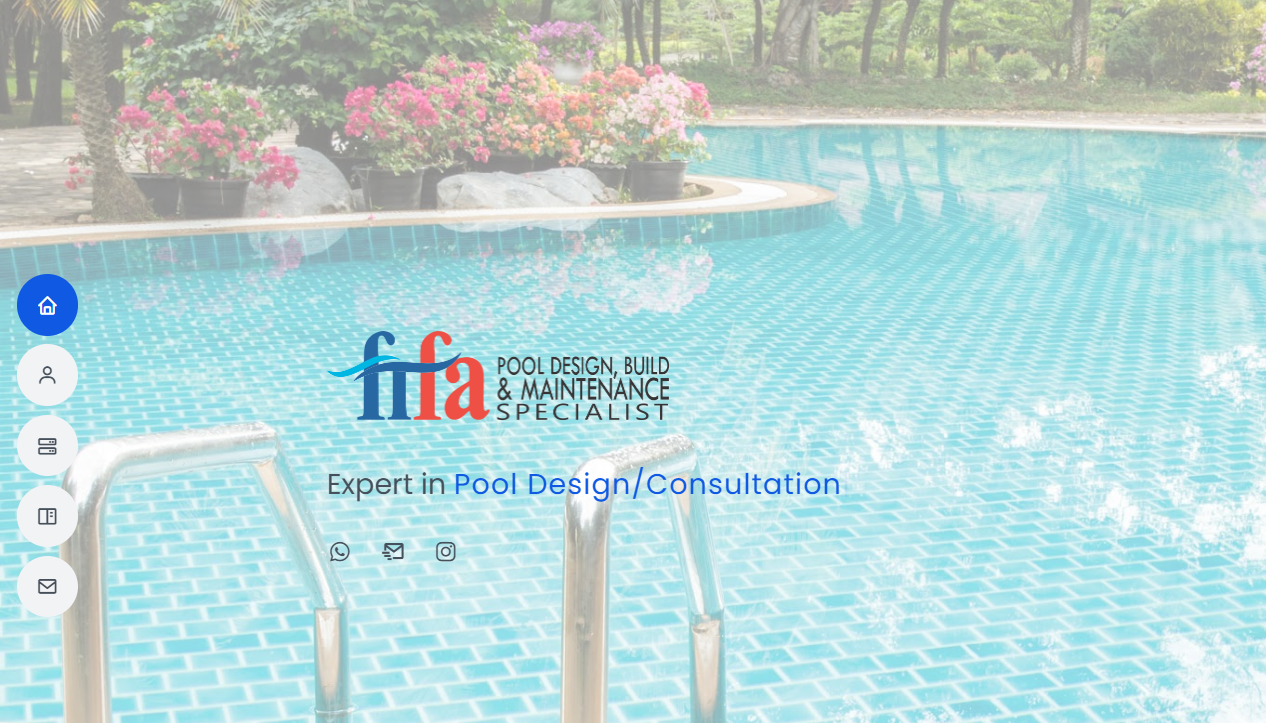 fifa
POOL DESIGN, BUILD
& MAINTENANCE
SPECIALIST
Expert in Pool Design/Consultation